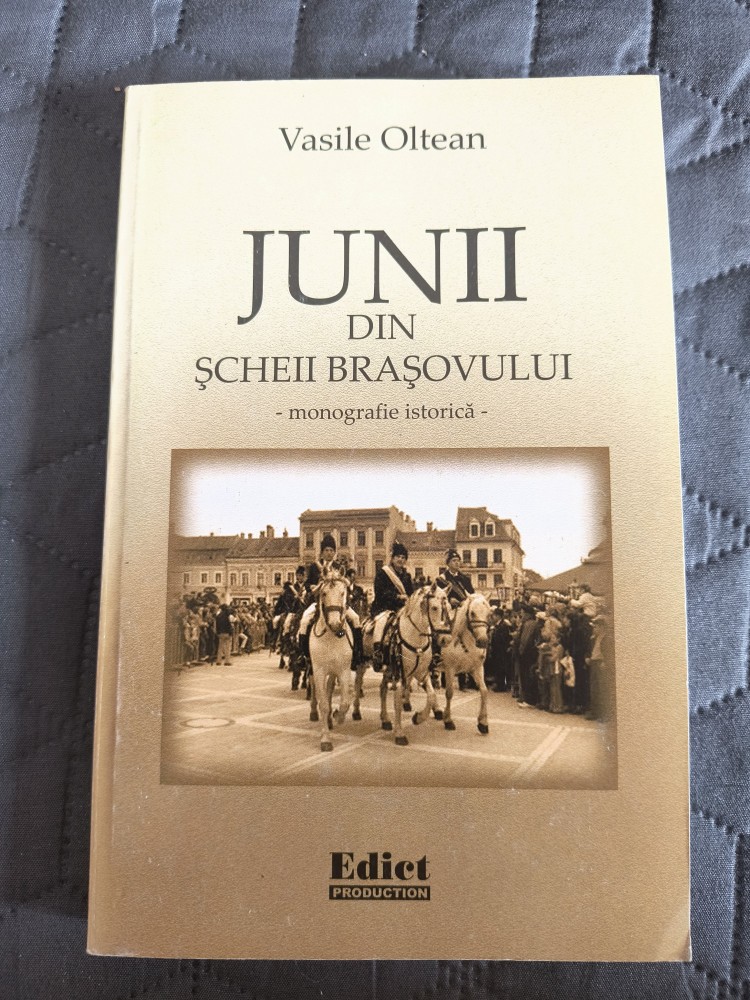 Vasile Oltean
JUNII
DIN
ŞCHEII BRAŞOVULUI
- monografie istorică -
Edict
PRODUCTION